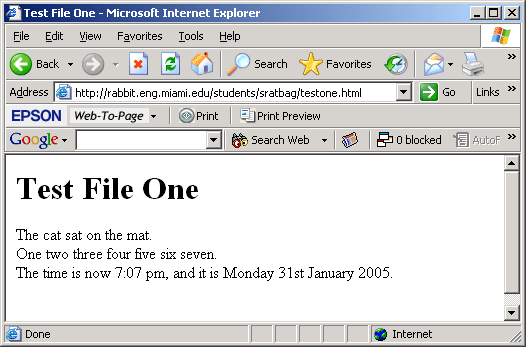 Test File One - Microsoft Internet Explorer
File Edit View Favorites Tools Help
Back Search Favorites
Address http://rabbit.eng.miami.edu/students/sratbag/testone.html Go Links
EPSON Web-To-Page Print Print Preview
Google Search Web 0 blocked AutoF
Test File One
The cat sat on the mat.
One two three four five six seven.
The time is now 7:07 pm, and it is Monday 31st January 2005.
Done Internet